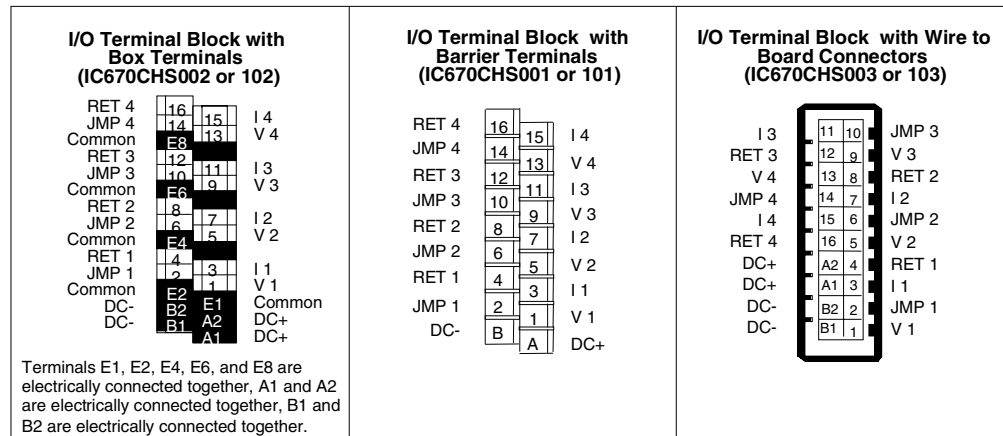 I/O Terminal Block with
Box Terminals
(IC670CHS002 or 102)
RET 4 16 15 I 4
JMP 4 14 13 V 4
Common E8
RET 3 12 11 I 3
JMP 3 10 9 V 3
Common E6
RET 2 8 7 I 2
JMP 2 6 5 V 2
Common E4
RET 1 4 3 I 1
JMP 1 2 1 V 1
Common E2 E1 Common
DC- B2 A2 DC+
DC- B1 A1 DC+
Terminals E1, E2, E4, E6, and E8 are
electrically connected together, A1 and A2
are electrically connected together, B1 and
B2 are electrically connected together.
I/O Terminal Block with
Barrier Terminals
(IC670CHS001 or 101)
RET 4 16 15 I 4
JMP 4 14 13 V 4
RET 3 12 11 I 3
JMP 3 10 9 V 3
RET 2 8 7 I 2
JMP 2 6 5 V 2
RET 1 4 3 I 1
JMP 1 2 1 V 1
DC- B A DC+
I/O Terminal Block with Wire to
Board Connectors
(IC670CHS003 or 103)
I 3 11 10 JMP 3
RET 3 12 9 V 3
V 4 13 8 RET 2
JMP 4 14 7 I 2
I 4 15 6 JMP 2
RET 4 16 5 V 2
DC+ A2 4 RET 1
DC+ A1 3 I 1
DC- B2 2 JMP 1
DC- B1 1 V 1